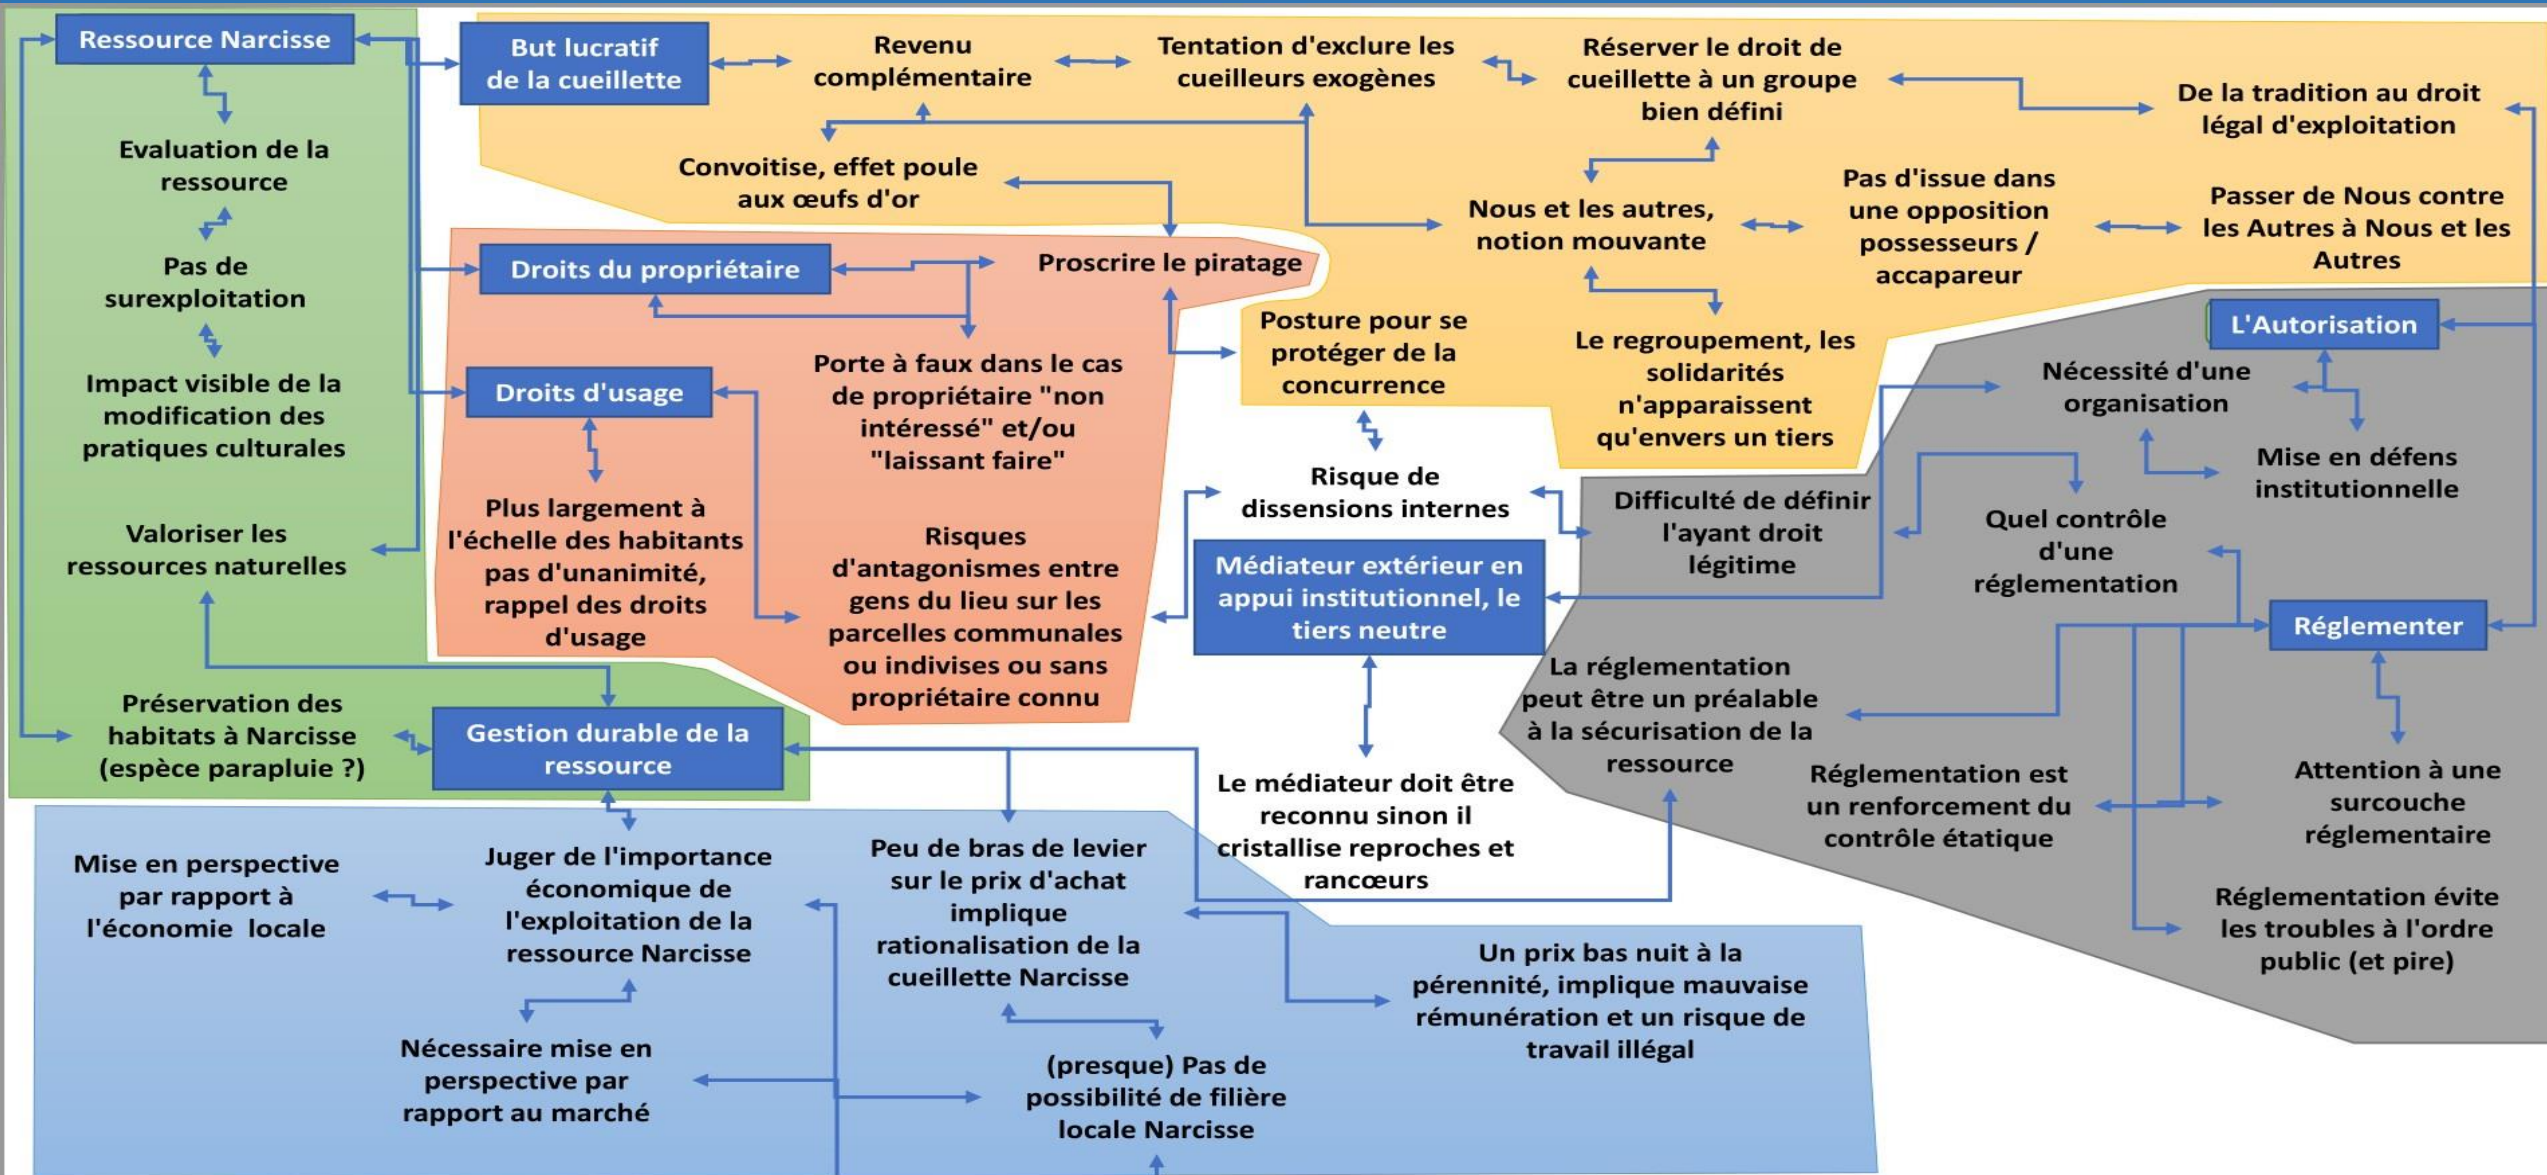 Ressource Narcisse
Evaluation de la
ressource
Pas de
surexploitation
Impact visible de la
modification des
pratiques culturales
Valoriser les
ressources naturelles
Préservation des
habitats à Narcisse
(espèce parapluie ?)
Gestion durable de la
ressource
But lucratif
de la cueillette
Revenu
complémentaire
Tentation d'exclure les
cueilleurs exogènes
Réserver le droit de
cueillette à un groupe
bien défini
De la tradition au droit
légal d'exploitation
Convoitise, effet poule
aux œufs d'or
Nous et les autres,
notion mouvante
Pas d'issue dans
une opposition
possesseurs /
accapareur
Passer de Nous contre
les Autres à Nous et les
Autres
Posture pour se
protéger de la
concurrence
Le regroupement, les
solidarités
n'apparaissent
qu'envers un tiers
Droits du propriétaire
Proscrire le piratage
Droits d'usage
Porte à faux dans le cas
de propriétaire "non
intéressé" et/ou
"laissant faire"
Plus largement à
l'échelle des habitants
pas d'unanimité,
rappel des droits
d'usage
Risques
d'antagonismes entre
gens du lieu sur les
parcelles communales
ou indivises ou sans
propriétaire connu
Risque de
dissensions internes
Médiateur extérieur en
appui institutionnel, le
tiers neutre
Le médiateur doit être
reconnu sinon il
cristallise reproches et
rancœurs
L'Autorisation
Nécessité d'une
organisation
Mise en défens
institutionnelle
Difficulté de définir
l'ayant droit
légitime
Quel contrôle
d'une
réglementation
Réglementer
La réglementation
peut être un préalable
à la sécurisation de la
ressource
Réglementation est
un renforcement du
contrôle étatique
Attention à une
surcouche
réglementaire
Réglementation évite
les troubles à l'ordre
public (et pire)
Mise en perspective
par rapport à
l'économie  locale
Juger de l'importance
économique de
l'exploitation de la
ressource Narcisse
Peu de bras de levier
sur le prix d'achat
implique
rationalisation de la
cueillette Narcisse
Un prix bas nuit à la
pérennité, implique mauvaise
rémunération et un risque de
travail illégal
Nécessaire mise en
perspective par
rapport au marché
(presque) Pas de
possibilité de filière
locale Narcisse